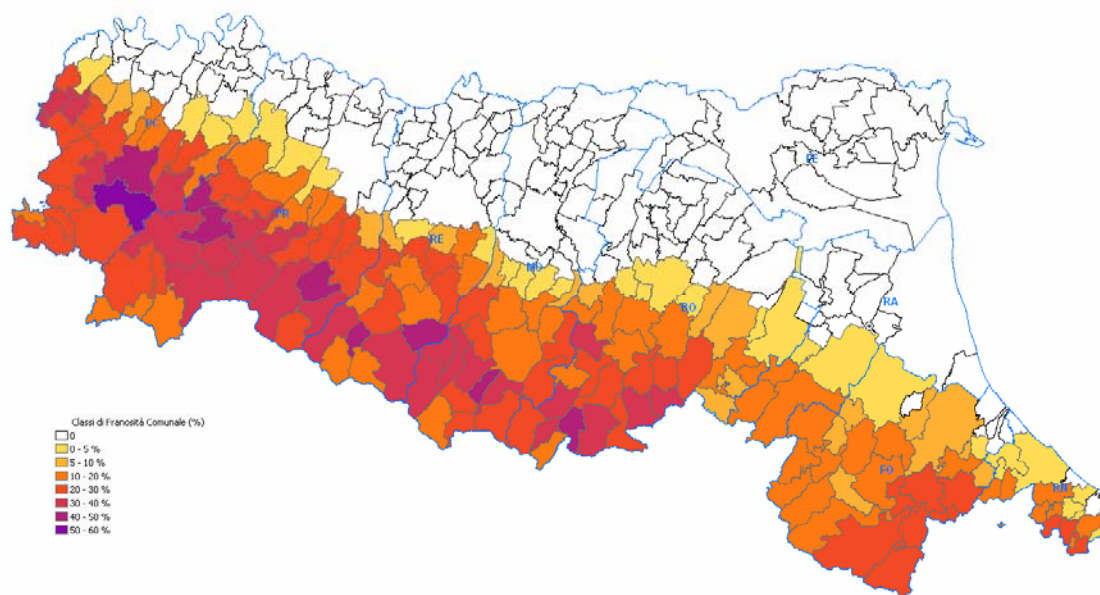 PC
FE
PR
RE
MO
BO
RA
FO
RN
Classi di Franosità Comunale (%)
0
0 - 5 %
5 - 10 %
10 - 20 %
20 - 30 %
30 - 40 %
40 - 50 %
50 - 60 %